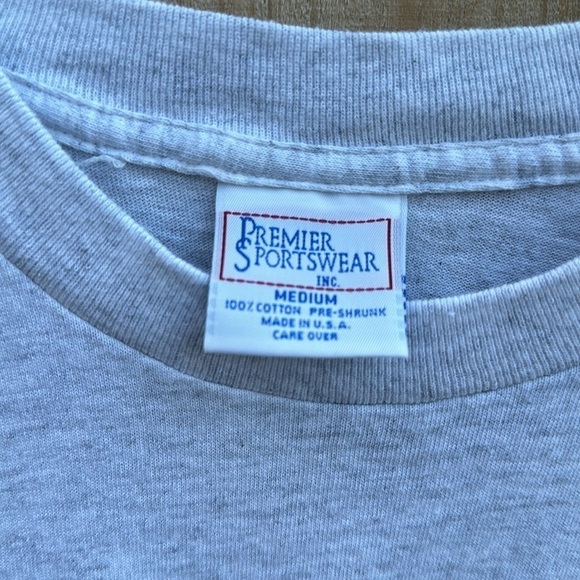 PREMIER
SPORTSWEAR
INC.
MEDIUM
100% COTTON PRE-SHRUNK
MADE IN U.S.A.
CARE OVER